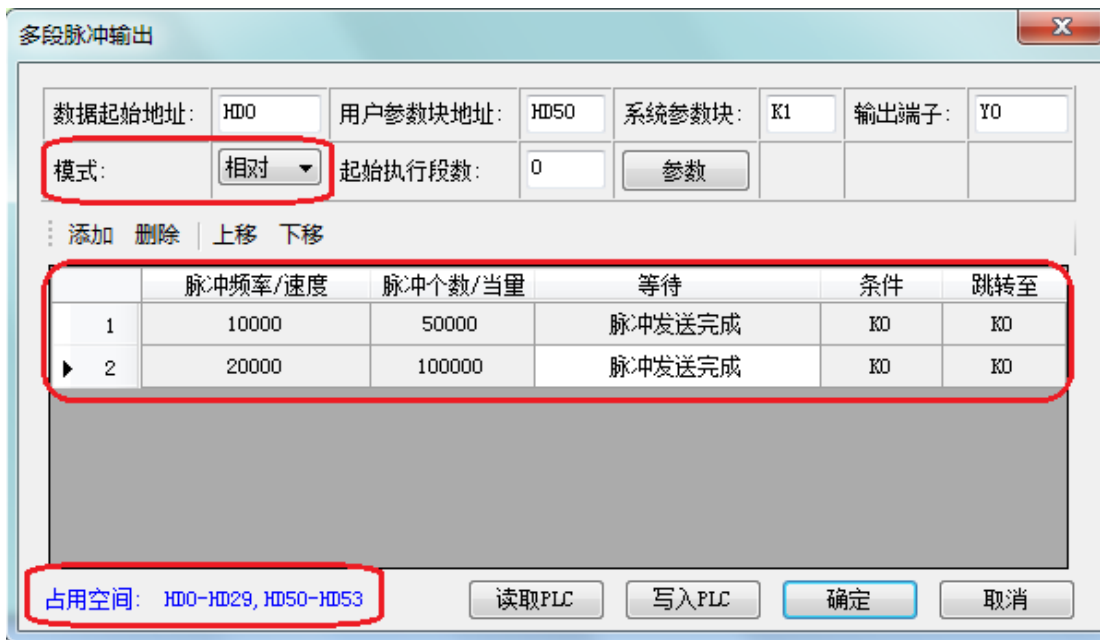 多段脉冲输出
数据起始地址: HD0 用户参数块地址: HD50 系统参数块: K1 输出端子: Y0
模式: 相对 起始执行段数: 0 参数
添加 删除 上移 下移
脉冲频率/速度 脉冲个数/当量 等待 条件 跳转至
1 10000 50000 脉冲发送完成 K0 K0
2 20000 100000 脉冲发送完成 K0 K0
占用空间: HD0-HD29,HD50-HD53 读取PLC 写入PLC 确定 取消